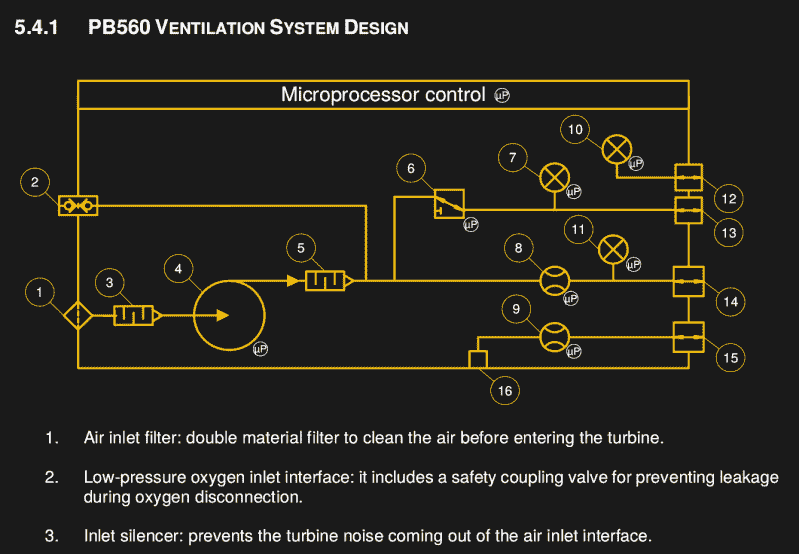 5.4.1 PB560 VENTILATION SYSTEM DESIGN
Microprocessor control µP
10
7
µP
6
2
µP
12
µP
13
11
5
8
4
µP
3
1
µP
14
9
µP
µP
15
16
1. Air inlet filter: double material filter to clean the air before entering the turbine.
2. Low-pressure oxygen inlet interface: it includes a safety coupling valve for preventing leakage
during oxygen disconnection.
3. Inlet silencer: prevents the turbine noise coming out of the air inlet interface.